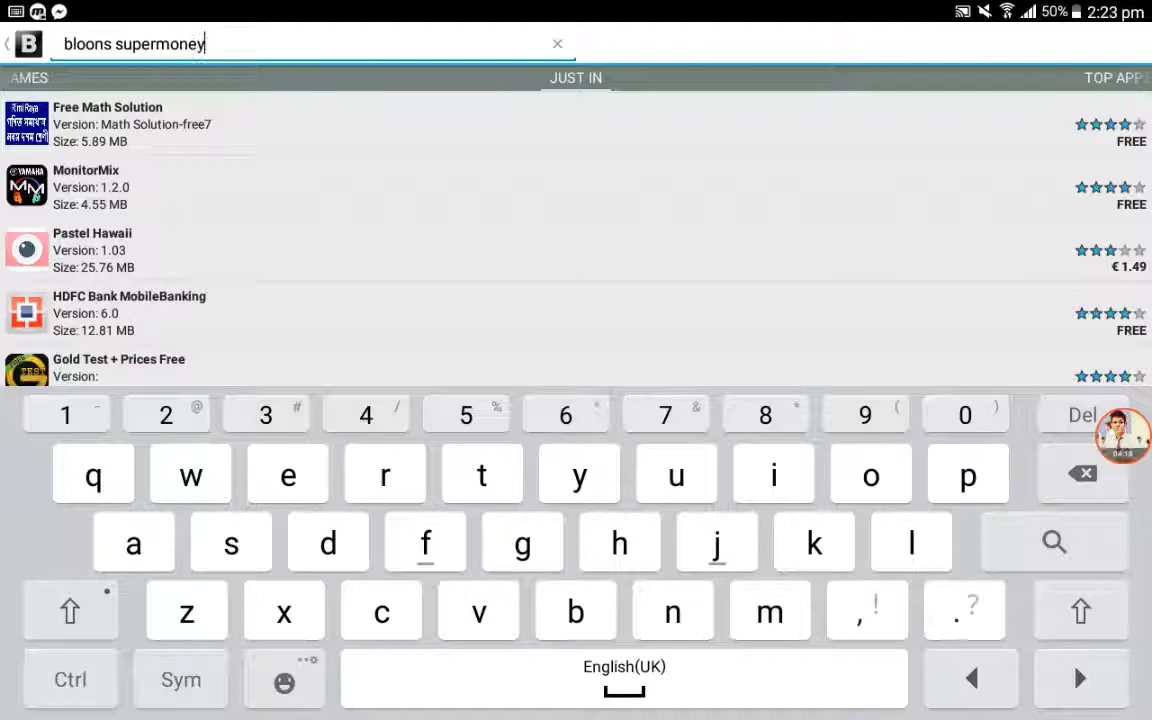 50% 2:23 pm
B bloons supermoney ×
AMES JUST IN TOP APP
Free Math Solution
Version: Math Solution-free7
Size: 5.89 MB
FREE
MonitorMix
Version: 1.2.0
Size: 4.55 MB
FREE
Pastel Hawaii
Version: 1.03
Size: 25.76 MB
€ 1.49
HDFC Bank MobileBanking
Version: 6.0
Size: 12.81 MB
FREE
Gold Test + Prices Free
Version:
1 - 2 @ 3 # 4 / 5 % 6 ^ 7 & 8 * 9 ( 0 ) Del
q w e r t y u i o p
a s d f g h j k l
z x c v b n m , ! . ?
Ctrl Sym English(UK)